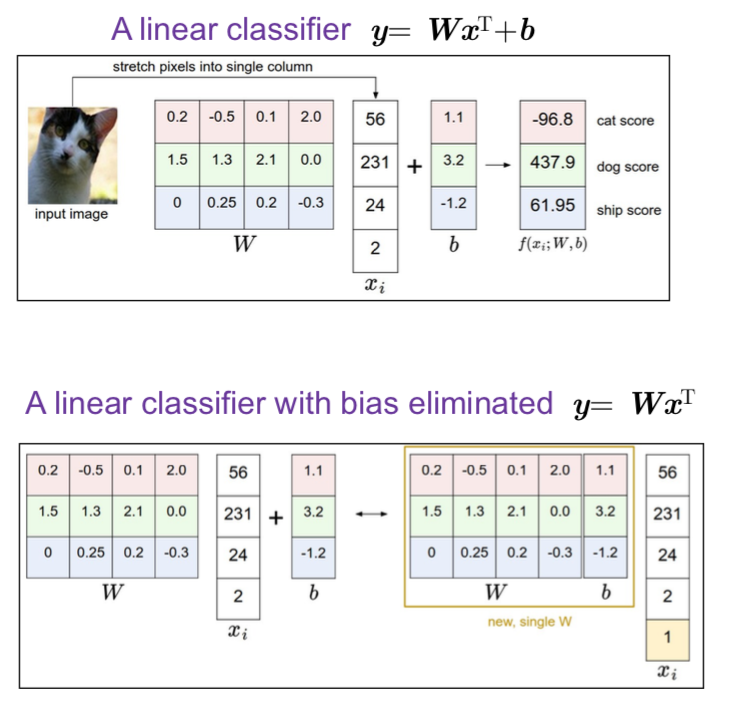 A linear classifier y= Wxᵀ+b
stretch pixels into single column
0.2 -0.5 0.1 2.0 56 1.1 -96.8 cat score
1.5 1.3 2.1 0.0 231 + 3.2 → 437.9 dog score
0 0.25 0.2 -0.3 24 -1.2 61.95 ship score
input image
W 2 b f(xᵢ; W, b)
xᵢ
A linear classifier with bias eliminated y= Wxᵀ
0.2 -0.5 0.1 2.0 56 1.1 0.2 -0.5 0.1 2.0 1.1 56
1.5 1.3 2.1 0.0 231 + 3.2 ↔ 1.5 1.3 2.1 0.0 3.2 231
0 0.25 0.2 -0.3 24 -1.2 0 0.25 0.2 -0.3 -1.2 24
W 2 b W b 2
xᵢ new, single W 1
xᵢ